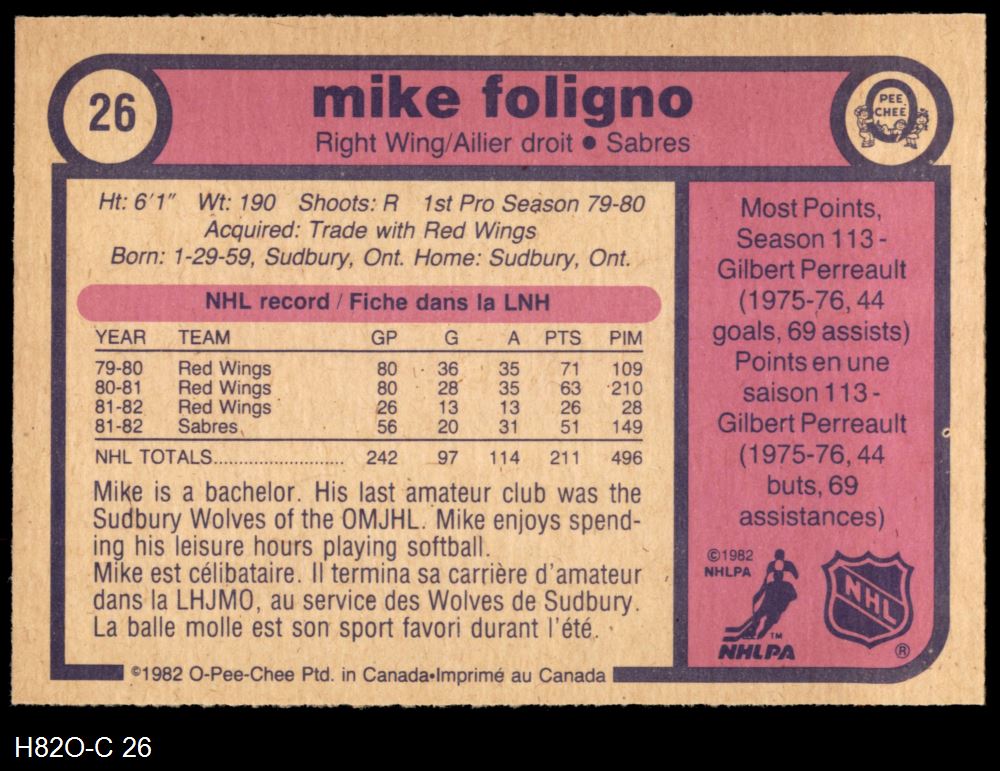 26
mike foligno
Right Wing/Ailier droit ● Sabres
O
PEE
CHEE
Ht: 6'1" Wt: 190 Shoots: R 1st Pro Season 79-80
Acquired: Trade with Red Wings
Born: 1-29-59, Sudbury, Ont. Home: Sudbury, Ont.
NHL record / Fiche dans la LNH
YEAR TEAM GP G A PTS PIM
79-80 Red Wings 80 36 35 71 109
80-81 Red Wings 80 28 35 63 210
81-82 Red Wings 26 13 13 26 28
81-82 Sabres 56 20 31 51 149
NHL TOTALS...................... 242 97 114 211 496
Mike is a bachelor. His last amateur club was the
Sudbury Wolves of the OMJHL. Mike enjoys spend-
ing his leisure hours playing softball.
Mike est célibataire. Il termina sa carrière d'amateur
dans la LHJMO, au service des Wolves de Sudbury.
La balle molle est son sport favori durant l'été.
©1982 O-Pee-Chee Ptd. in Canada•Imprimé au Canada
Most Points,
Season 113 -
Gilbert Perreault
(1975-76, 44
goals, 69 assists)
Points en une
saison 113 -
Gilbert Perreault
(1975-76, 44
buts, 69
assistances)
©1982
NHLPA
TM
NHLPA
NHL
®
H82O-C 26